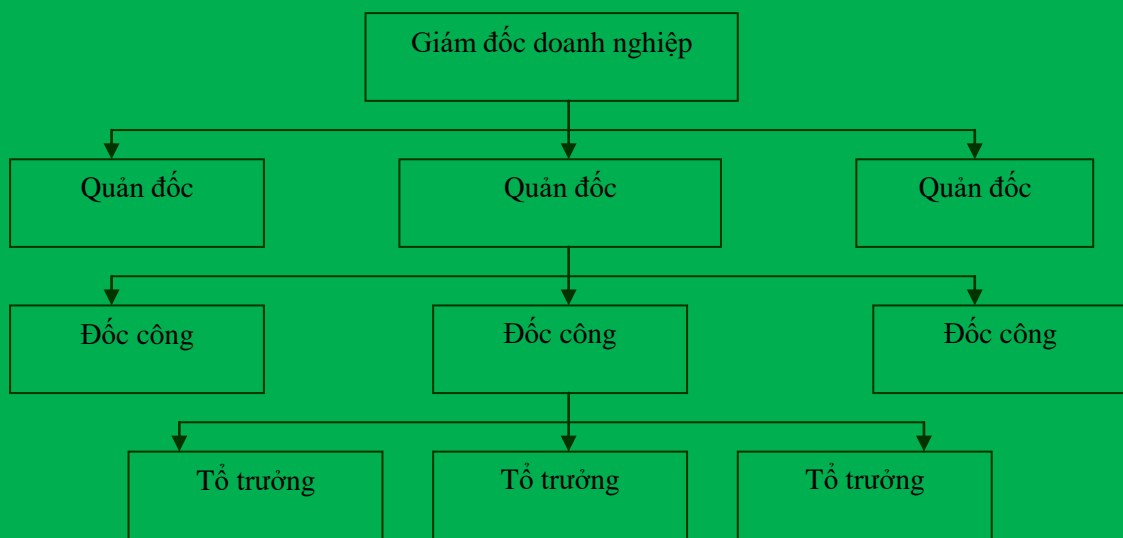 Giám đốc doanh nghiệp
Quản đốc
Quản đốc
Quản đốc
Đốc công
Đốc công
Đốc công
Tổ trưởng
Tổ trưởng
Tổ trưởng